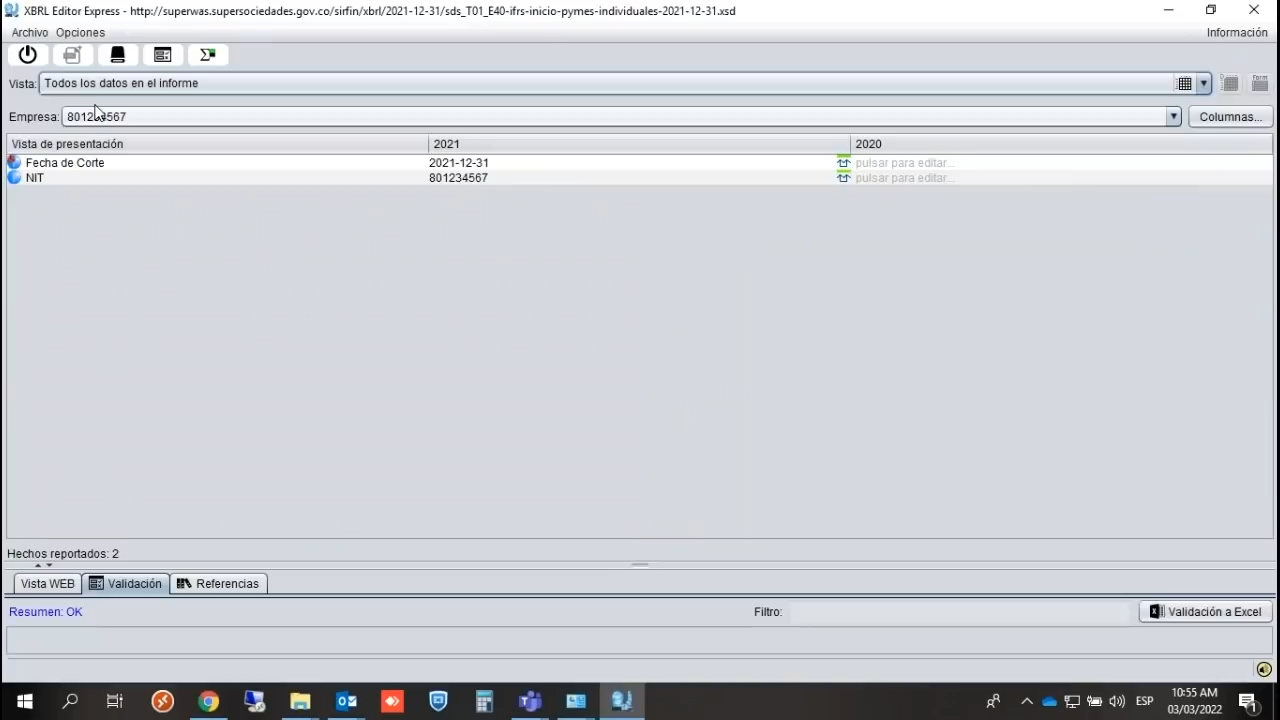 XBRL Editor Express - http://superwas.supersociedades.gov.co/sirfin/xbrl/2021-12-31/sds_T01_E40-ifrs-inicio-pymes-individuales-2021-12-31.xsd
Archivo Opciones Información
Vista: Todos los datos en el informe
Empresa: 801234567 Columnas...
Vista de presentación 2021 2020
Fecha de Corte 2021-12-31 pulsar para editar...
NIT 801234567 pulsar para editar...
Hechos reportados: 2
Vista WEB Validación Referencias
Resumen: OK Filtro: Validación a Excel
ESP 10:55 AM
03/03/2022